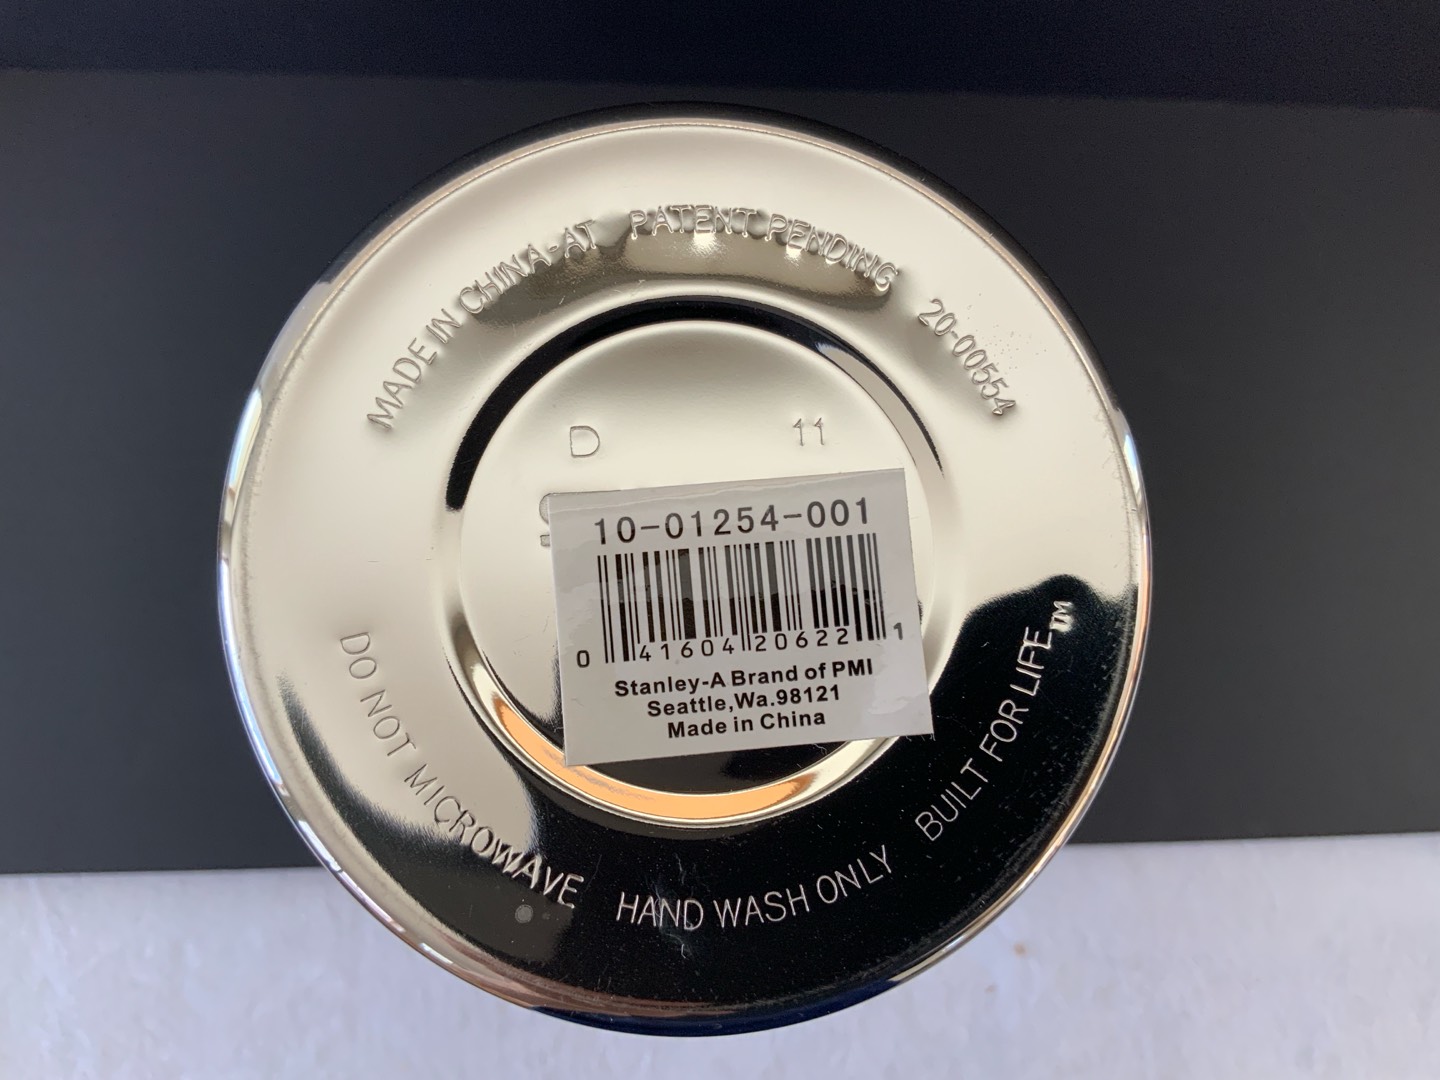 MADE IN CHINA-AT PATENT PENDING 20-00554
D 11
10-01254-001
0 41604 20622 1
Stanley-A Brand of PMI
Seattle,Wa.98121
Made in China
DO NOT MICROWAVE HAND WASH ONLY BUILT FOR LIFE™